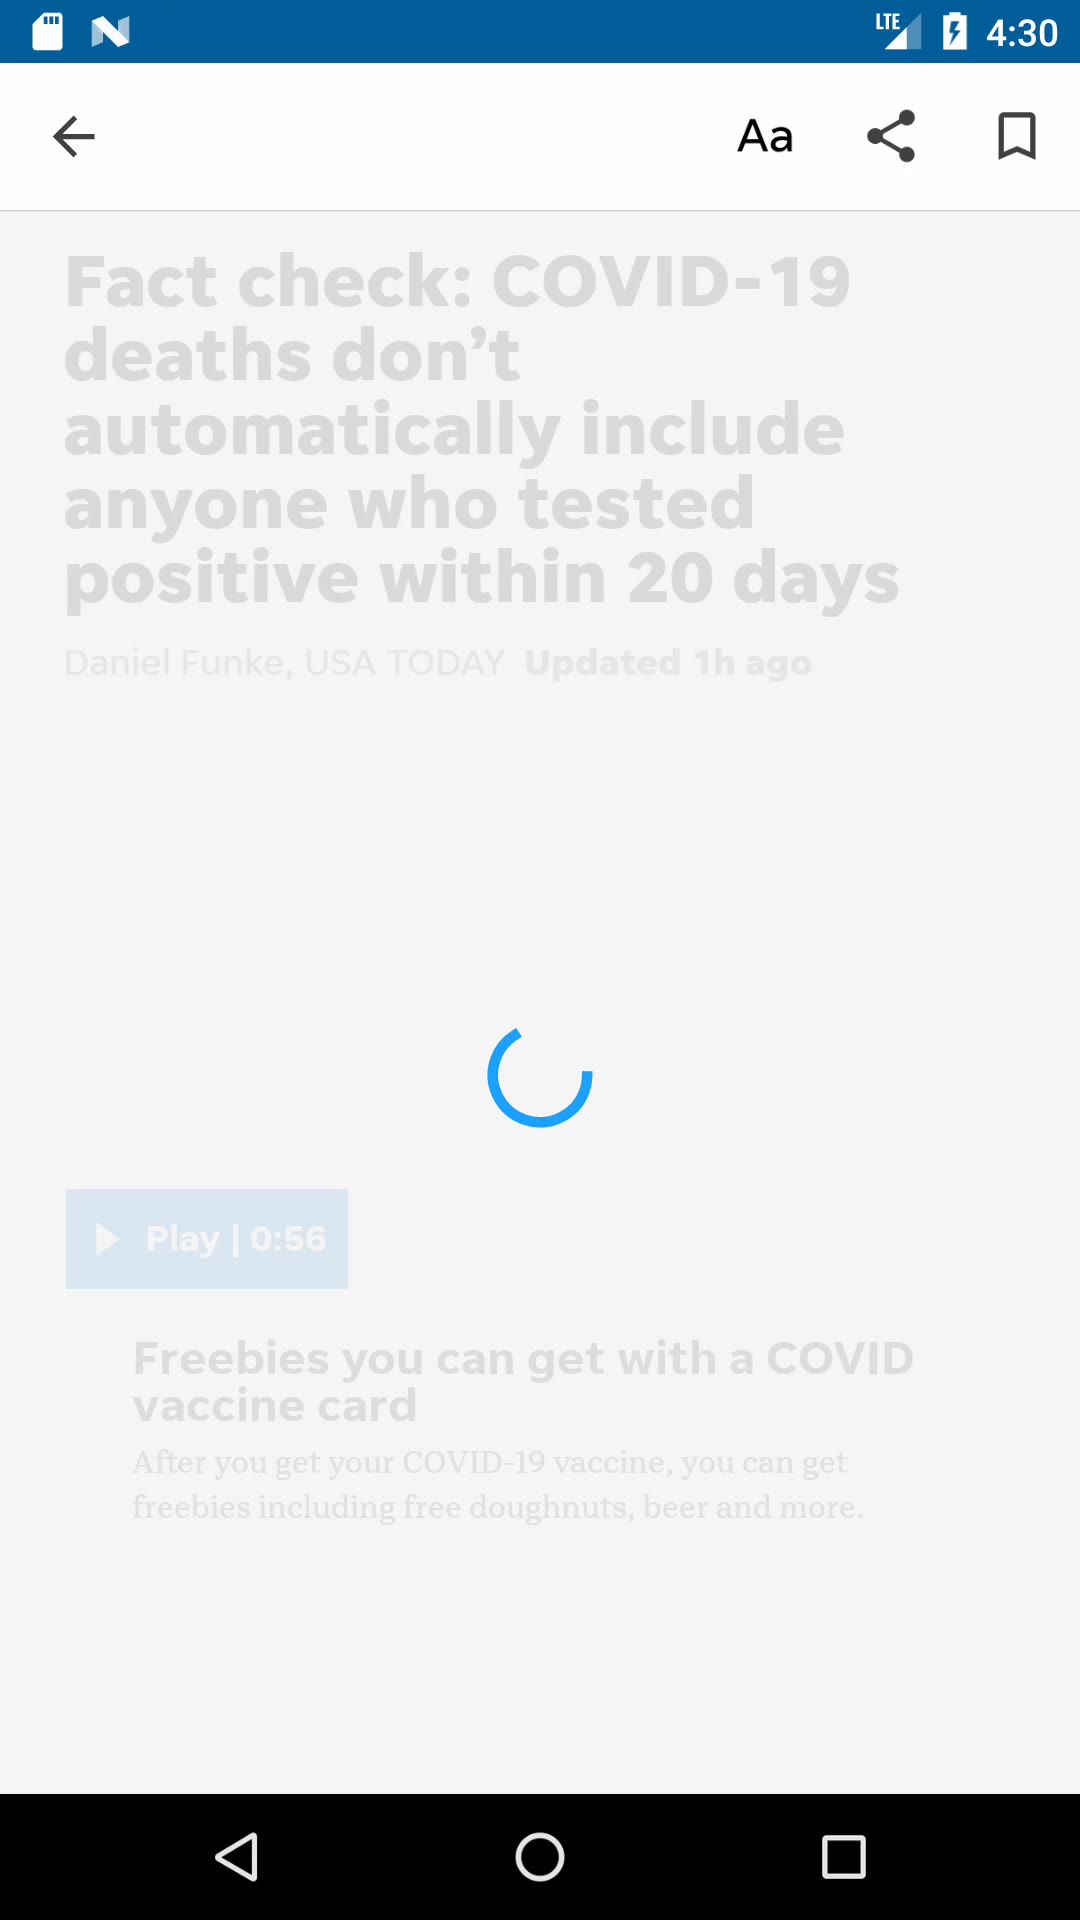 LTE 4:30
Aa
Fact check: COVID-19
deaths don’t
automatically include
anyone who tested
positive within 20 days
Daniel Funke, USA TODAY Updated 1h ago
Play | 0:56
Freebies you can get with a COVID
vaccine card
After you get your COVID-19 vaccine, you can get
freebies including free doughnuts, beer and more.